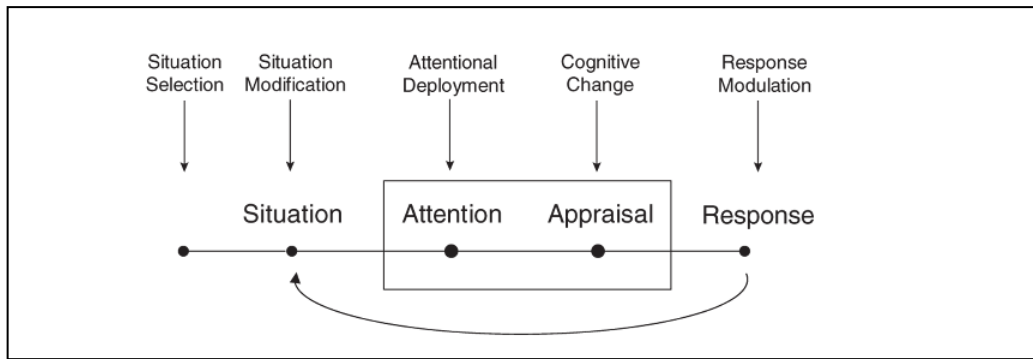 Situation
Selection
Situation
Modification
Attentional
Deployment
Cognitive
Change
Response
Modulation
Situation
Attention
Appraisal
Response